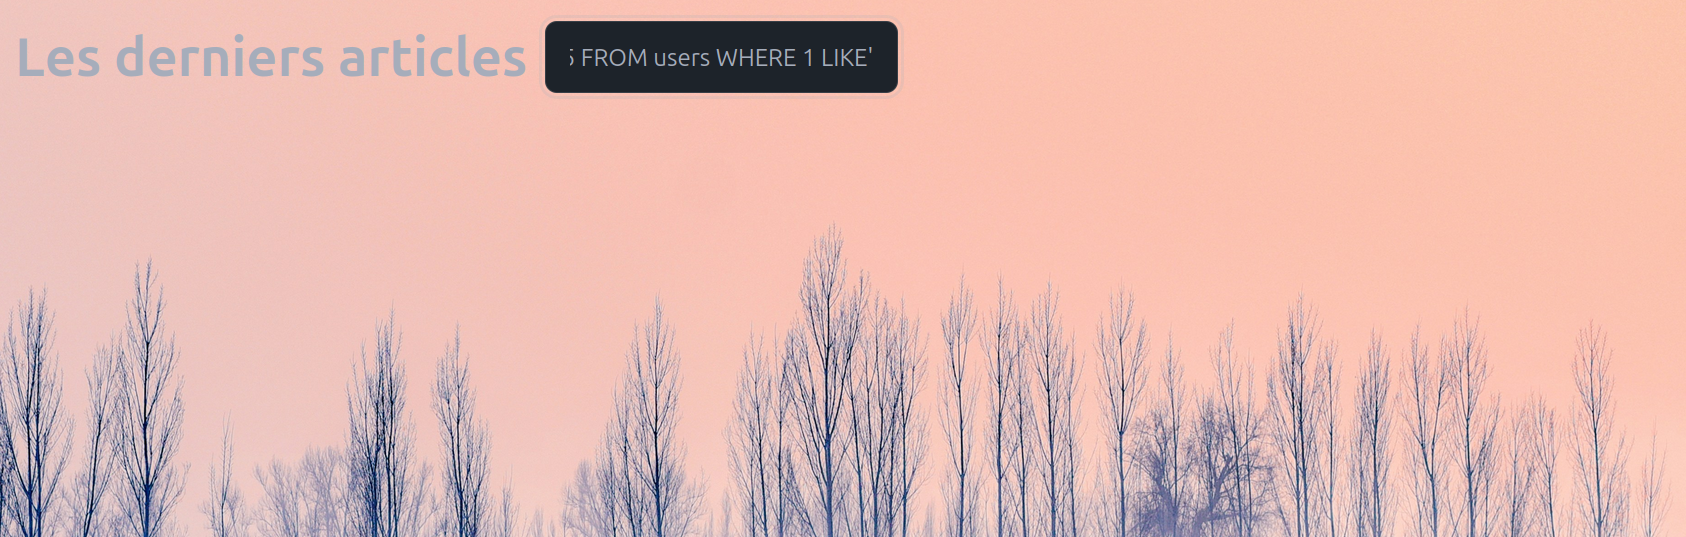 Les derniers articles
FROM users WHERE 1 LIKE'